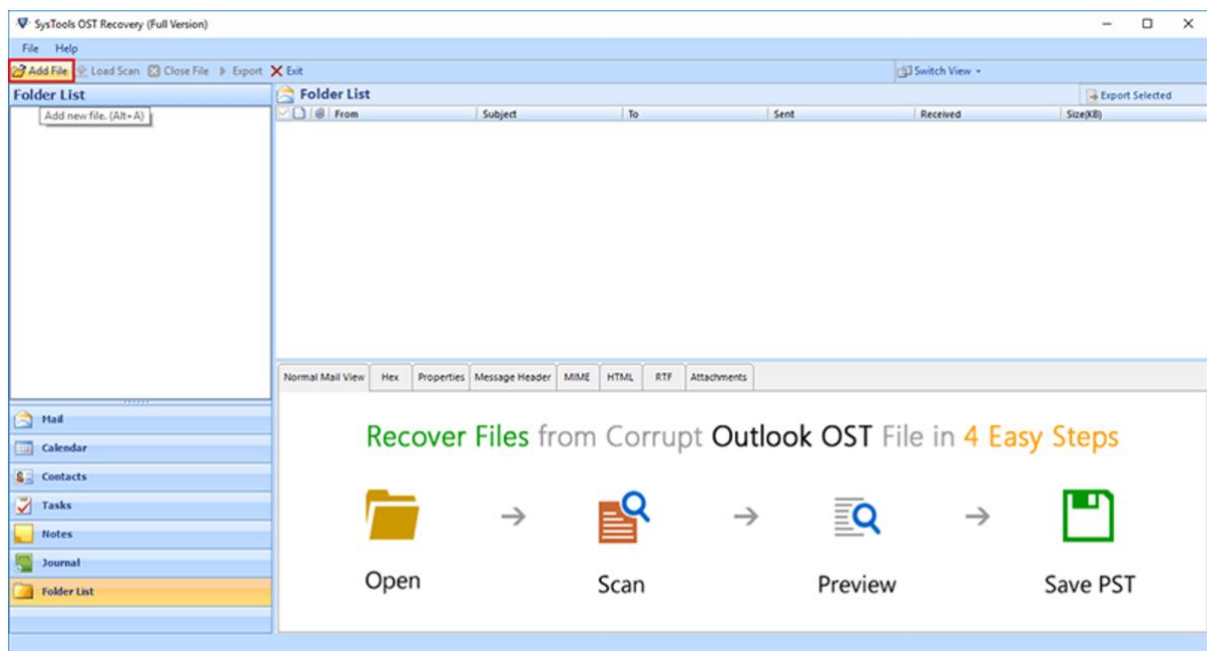 SysTools OST Recovery (Full Version)
File Help
Add File Load Scan Close File Export Exit Switch View
Folder List
Add new file. (Alt+A)
Folder List Export Selected
From Subject To Sent Received Size(KB)
Normal Mail View Hex Properties Message Header MIME HTML RTF Attachments
Mail
Calendar
Contacts
Tasks
Notes
Journal
Folder List
Recover Files from Corrupt Outlook OST File in 4 Easy Steps
Open → Scan → Preview → Save PST